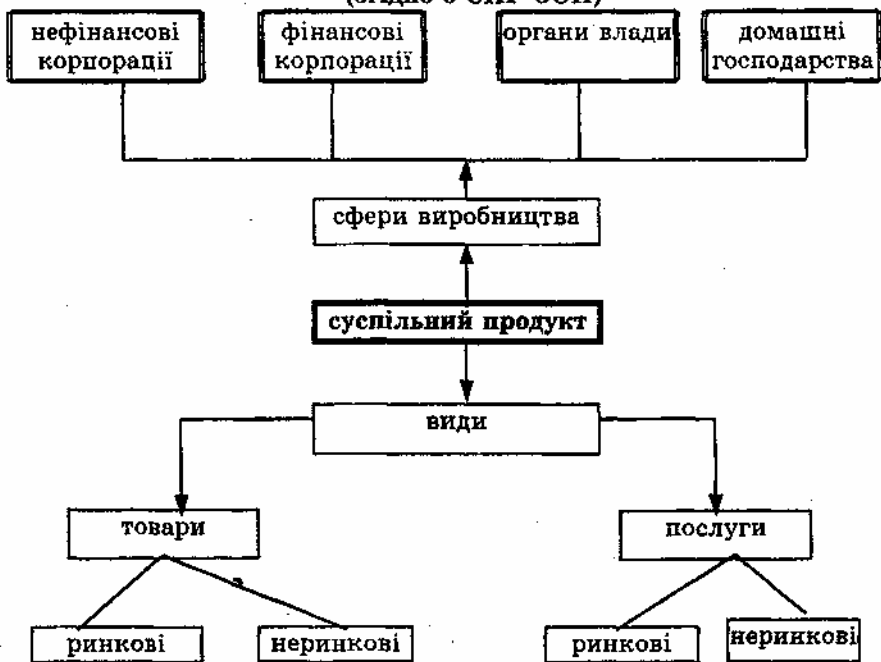 нефінансові
корпорації
фінансові
корпорації
органи влади
домашні
господарства
сфери виробництва
суспільний продукт
види
товари
послуги
ринкові
неринкові
ринкові
неринкові